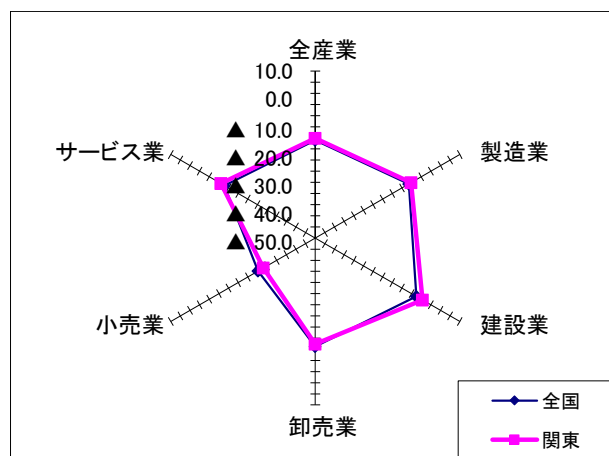 全産業
10.0
0.0
▲ 10.0
▲ 20.0
▲ 30.0
▲ 40.0
▲ 50.0
サービス業
製造業
小売業
建設業
卸売業
全国
関東